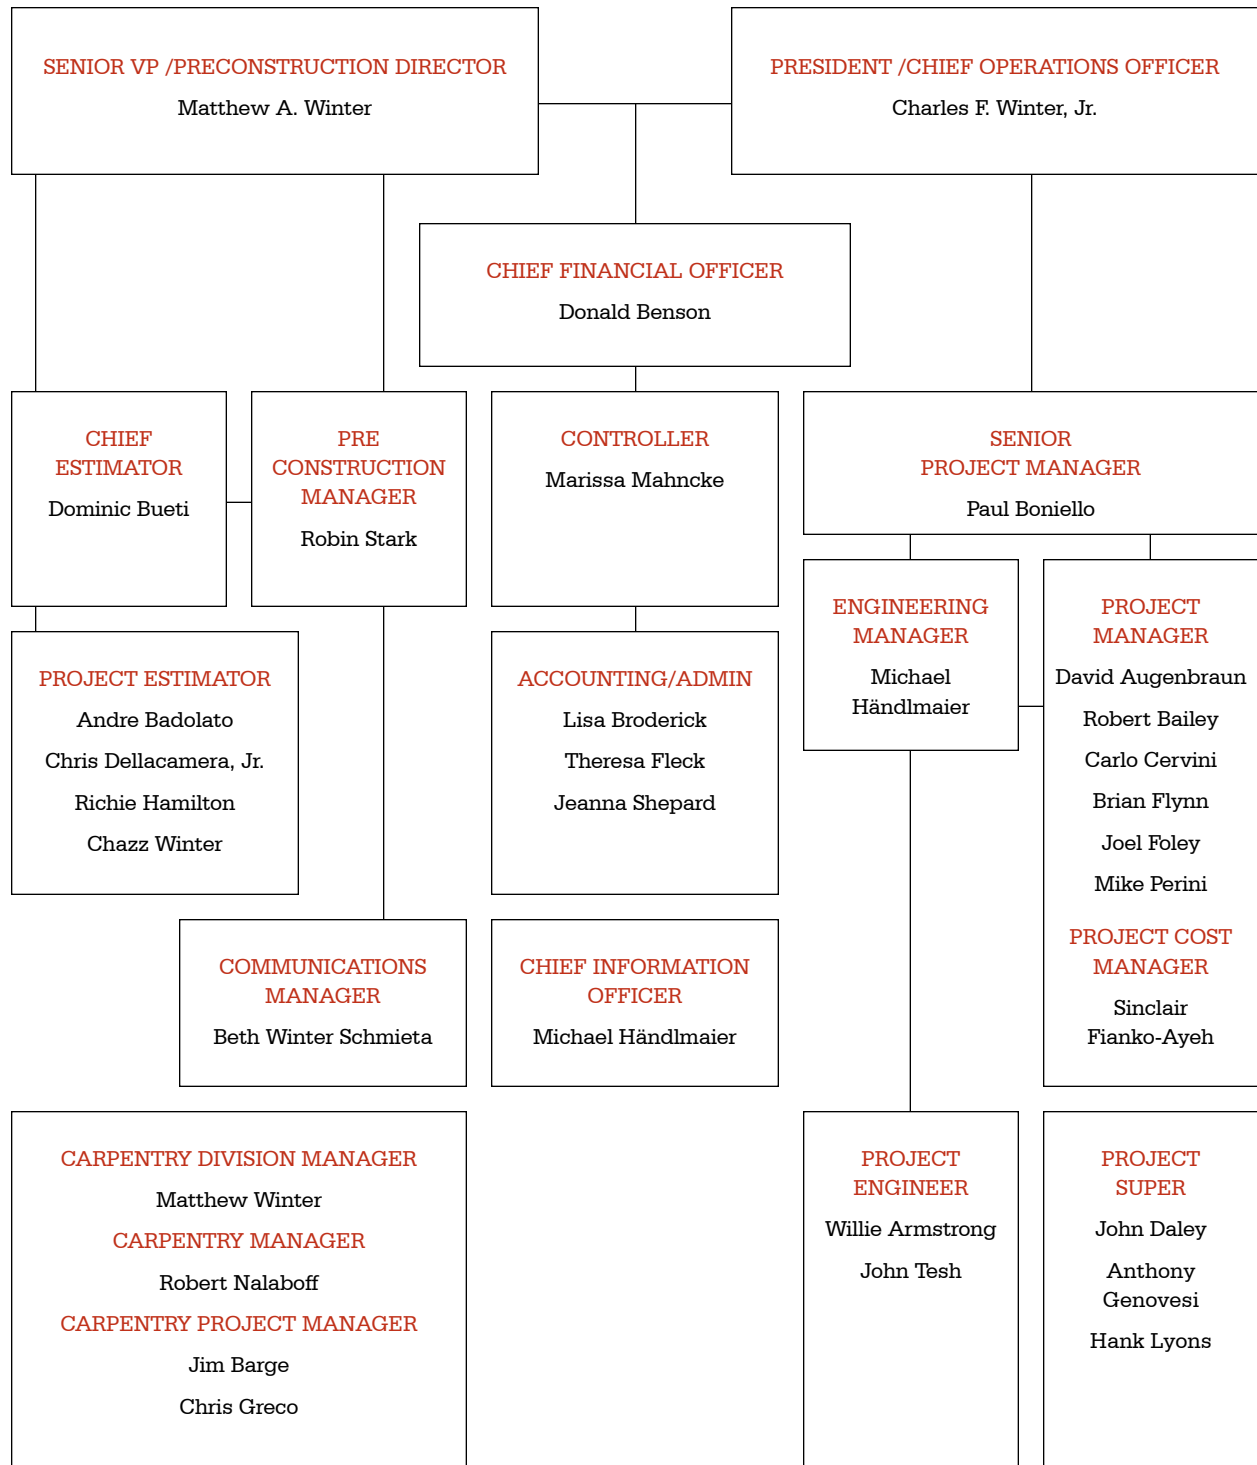 SENIOR VP /PRECONSTRUCTION DIRECTOR
Matthew A. Winter
PRESIDENT /CHIEF OPERATIONS OFFICER
Charles F. Winter, Jr.
CHIEF FINANCIAL OFFICER
Donald Benson
CHIEF
ESTIMATOR
Dominic Bueti
PRE
CONSTRUCTION
MANAGER
Robin Stark
CONTROLLER
Marissa Mahncke
SENIOR
PROJECT MANAGER
Paul Boniello
ENGINEERING
MANAGER
Michael
Händlmaier
PROJECT
MANAGER
David Augenbraun
Robert Bailey
Carlo Cervini
Brian Flynn
Joel Foley
Mike Perini
PROJECT COST
MANAGER
Sinclair
Fianko-Ayeh
PROJECT ESTIMATOR
Andre Badolato
Chris Dellacamera, Jr.
Richie Hamilton
Chazz Winter
ACCOUNTING/ADMIN
Lisa Broderick
Theresa Fleck
Jeanna Shepard
COMMUNICATIONS
MANAGER
Beth Winter Schmieta
CHIEF INFORMATION
OFFICER
Michael Händlmaier
CARPENTRY DIVISION MANAGER
Matthew Winter
CARPENTRY MANAGER
Robert Nalaboff
CARPENTRY PROJECT MANAGER
Jim Barge
Chris Greco
PROJECT
ENGINEER
Willie Armstrong
John Tesh
PROJECT
SUPER
John Daley
Anthony
Genovesi
Hank Lyons